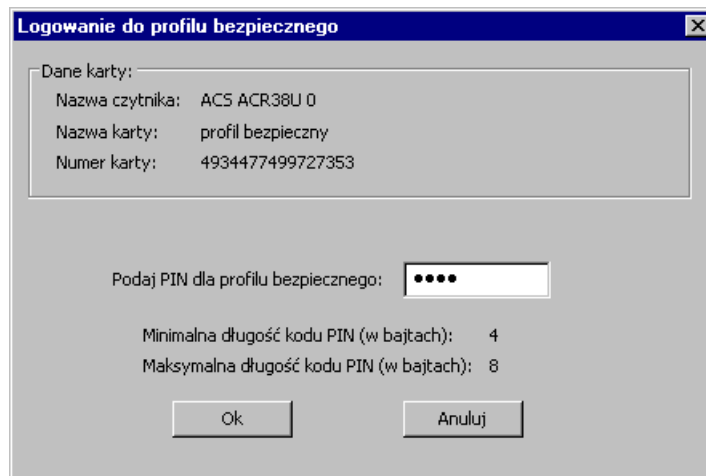 Logowanie do profilu bezpiecznego
Dane karty:
Nazwa czytnika: ACS ACR38U 0
Nazwa karty: profil bezpieczny
Numer karty: 4934477499727353
Podaj PIN dla profilu bezpiecznego: ••••
Minimalna długość kodu PIN (w bajtach): 4
Maksymalna długość kodu PIN (w bajtach): 8
Ok Anuluj